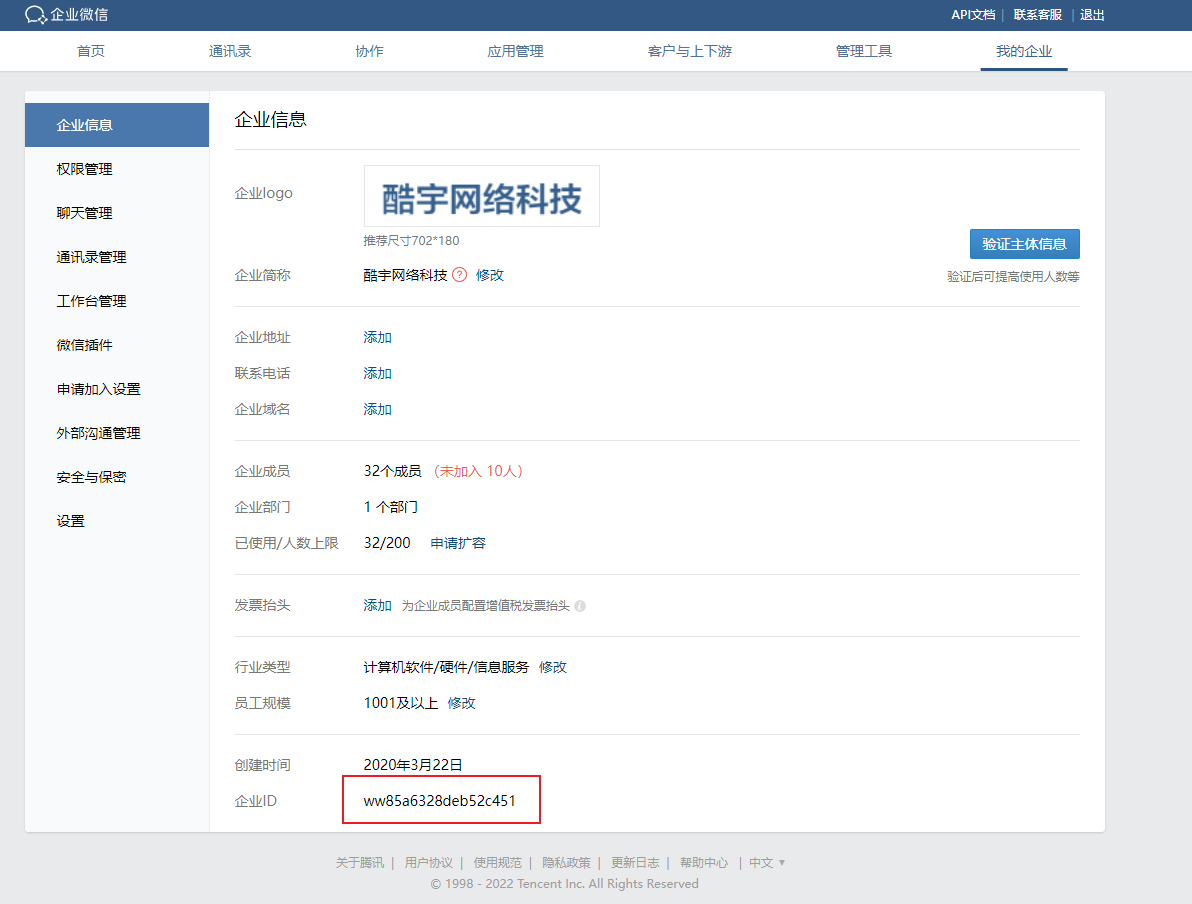 企业微信
API文档 | 联系客服 | 退出
首页 通讯录 协作 应用管理 客户与上下游 管理工具 我的企业
企业信息
权限管理
聊天管理
通讯录管理
工作台管理
微信插件
申请加入设置
外部沟通管理
安全与保密
设置
企业信息
企业logo
酷宇网络科技
推荐尺寸702*180
验证主体信息
验证后可提高使用人数等
企业简称 酷宇网络科技 ? 修改
企业地址 添加
联系电话 添加
企业域名 添加
企业成员 32个成员 （未加入 10人）
企业部门 1 个部门
已使用/人数上限 32/200 申请扩容
发票抬头 添加 为企业成员配置增值税发票抬头 i
行业类型 计算机软件/硬件/信息服务 修改
员工规模 1001及以上 修改
创建时间 2020年3月22日
企业ID ww85a6328deb52c451
关于腾讯 | 用户协议 | 使用规范 | 隐私政策 | 更新日志 | 帮助中心 | 中文 ▼
© 1998 - 2022 Tencent Inc. All Rights Reserved